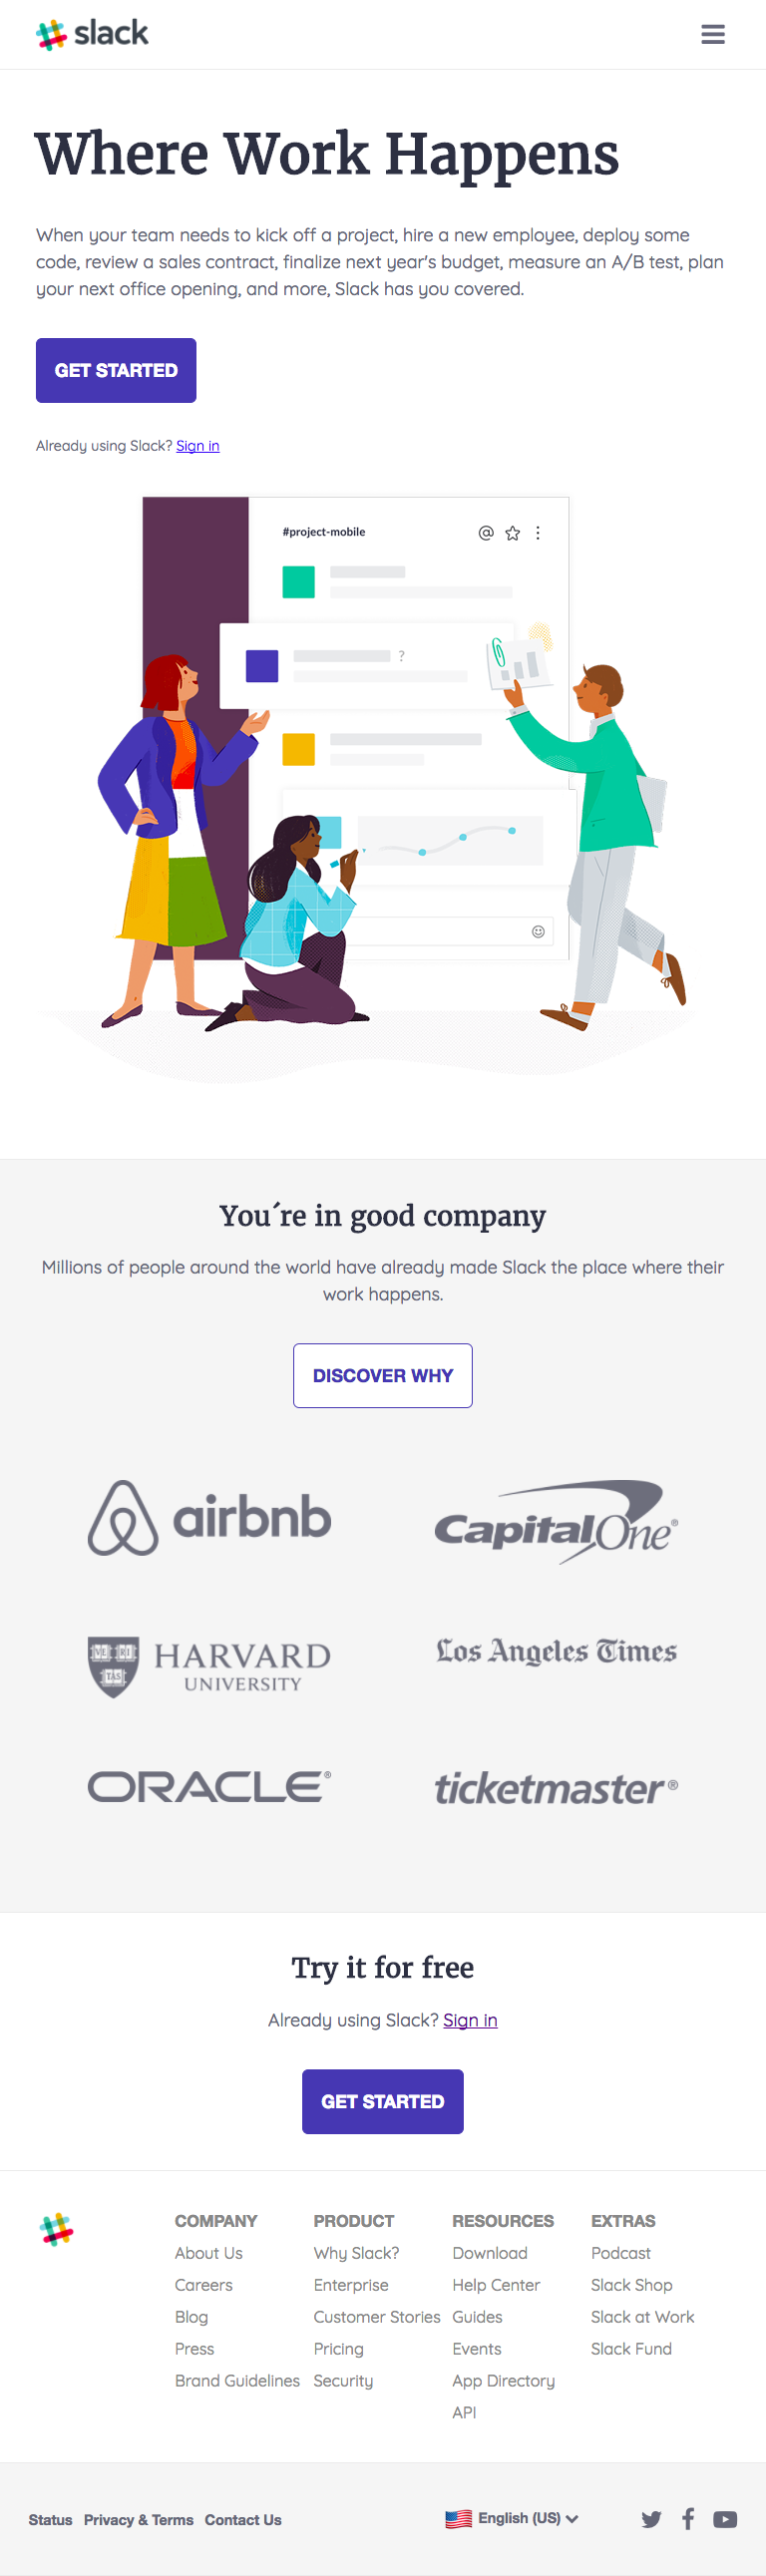 slack
Where Work Happens
When your team needs to kick off a project, hire a new employee, deploy some
code, review a sales contract, finalize next year's budget, measure an A/B test, plan
your next office opening, and more, Slack has you covered.
GET STARTED
Already using Slack? Sign in
#project-mobile
?
You´re in good company
Millions of people around the world have already made Slack the place where their
work happens.
DISCOVER WHY
airbnb
Capital One®
VE RI
TAS
HARVARD
UNIVERSITY
Los Angeles Times
ORACLE®
ticketmaster®
Try it for free
Already using Slack? Sign in
GET STARTED
COMPANY
About Us
Careers
Blog
Press
Brand Guidelines
PRODUCT
Why Slack?
Enterprise
Customer Stories
Pricing
Security
RESOURCES
Download
Help Center
Guides
Events
App Directory
API
EXTRAS
Podcast
Slack Shop
Slack at Work
Slack Fund
Status Privacy & Terms Contact Us
English (US)